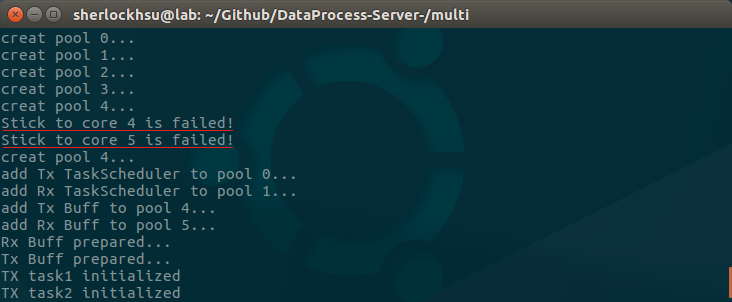 sherlockhsu@lab: ~/Github/DataProcess-Server-/multi
creat pool 0...
creat pool 1...
creat pool 2...
creat pool 3...
creat pool 4...
Stick to core 4 is failed!
Stick to core 5 is failed!
creat pool 4...
add Tx TaskScheduler to pool 0...
add Rx TaskScheduler to pool 1...
add Tx Buff to pool 4...
add Rx Buff to pool 5...
Rx Buff prepared...
Tx Buff prepared...
TX task1 initialized
TX task2 initialized